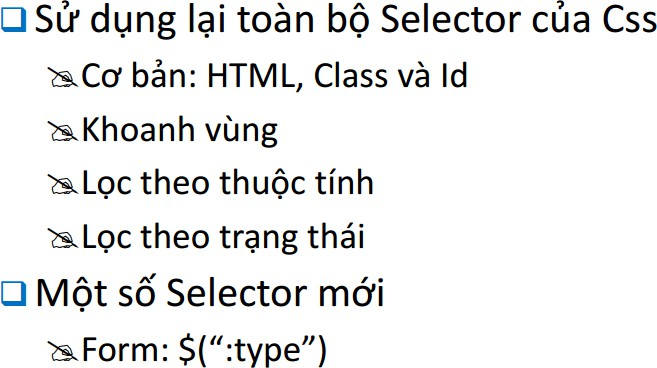 Sử dụng lại toàn bộ Selector của Css
Cơ bản: HTML, Class và Id
Khoanh vùng
Lọc theo thuộc tính
Lọc theo trạng thái
Một số Selector mới
Form: $(“:type”)